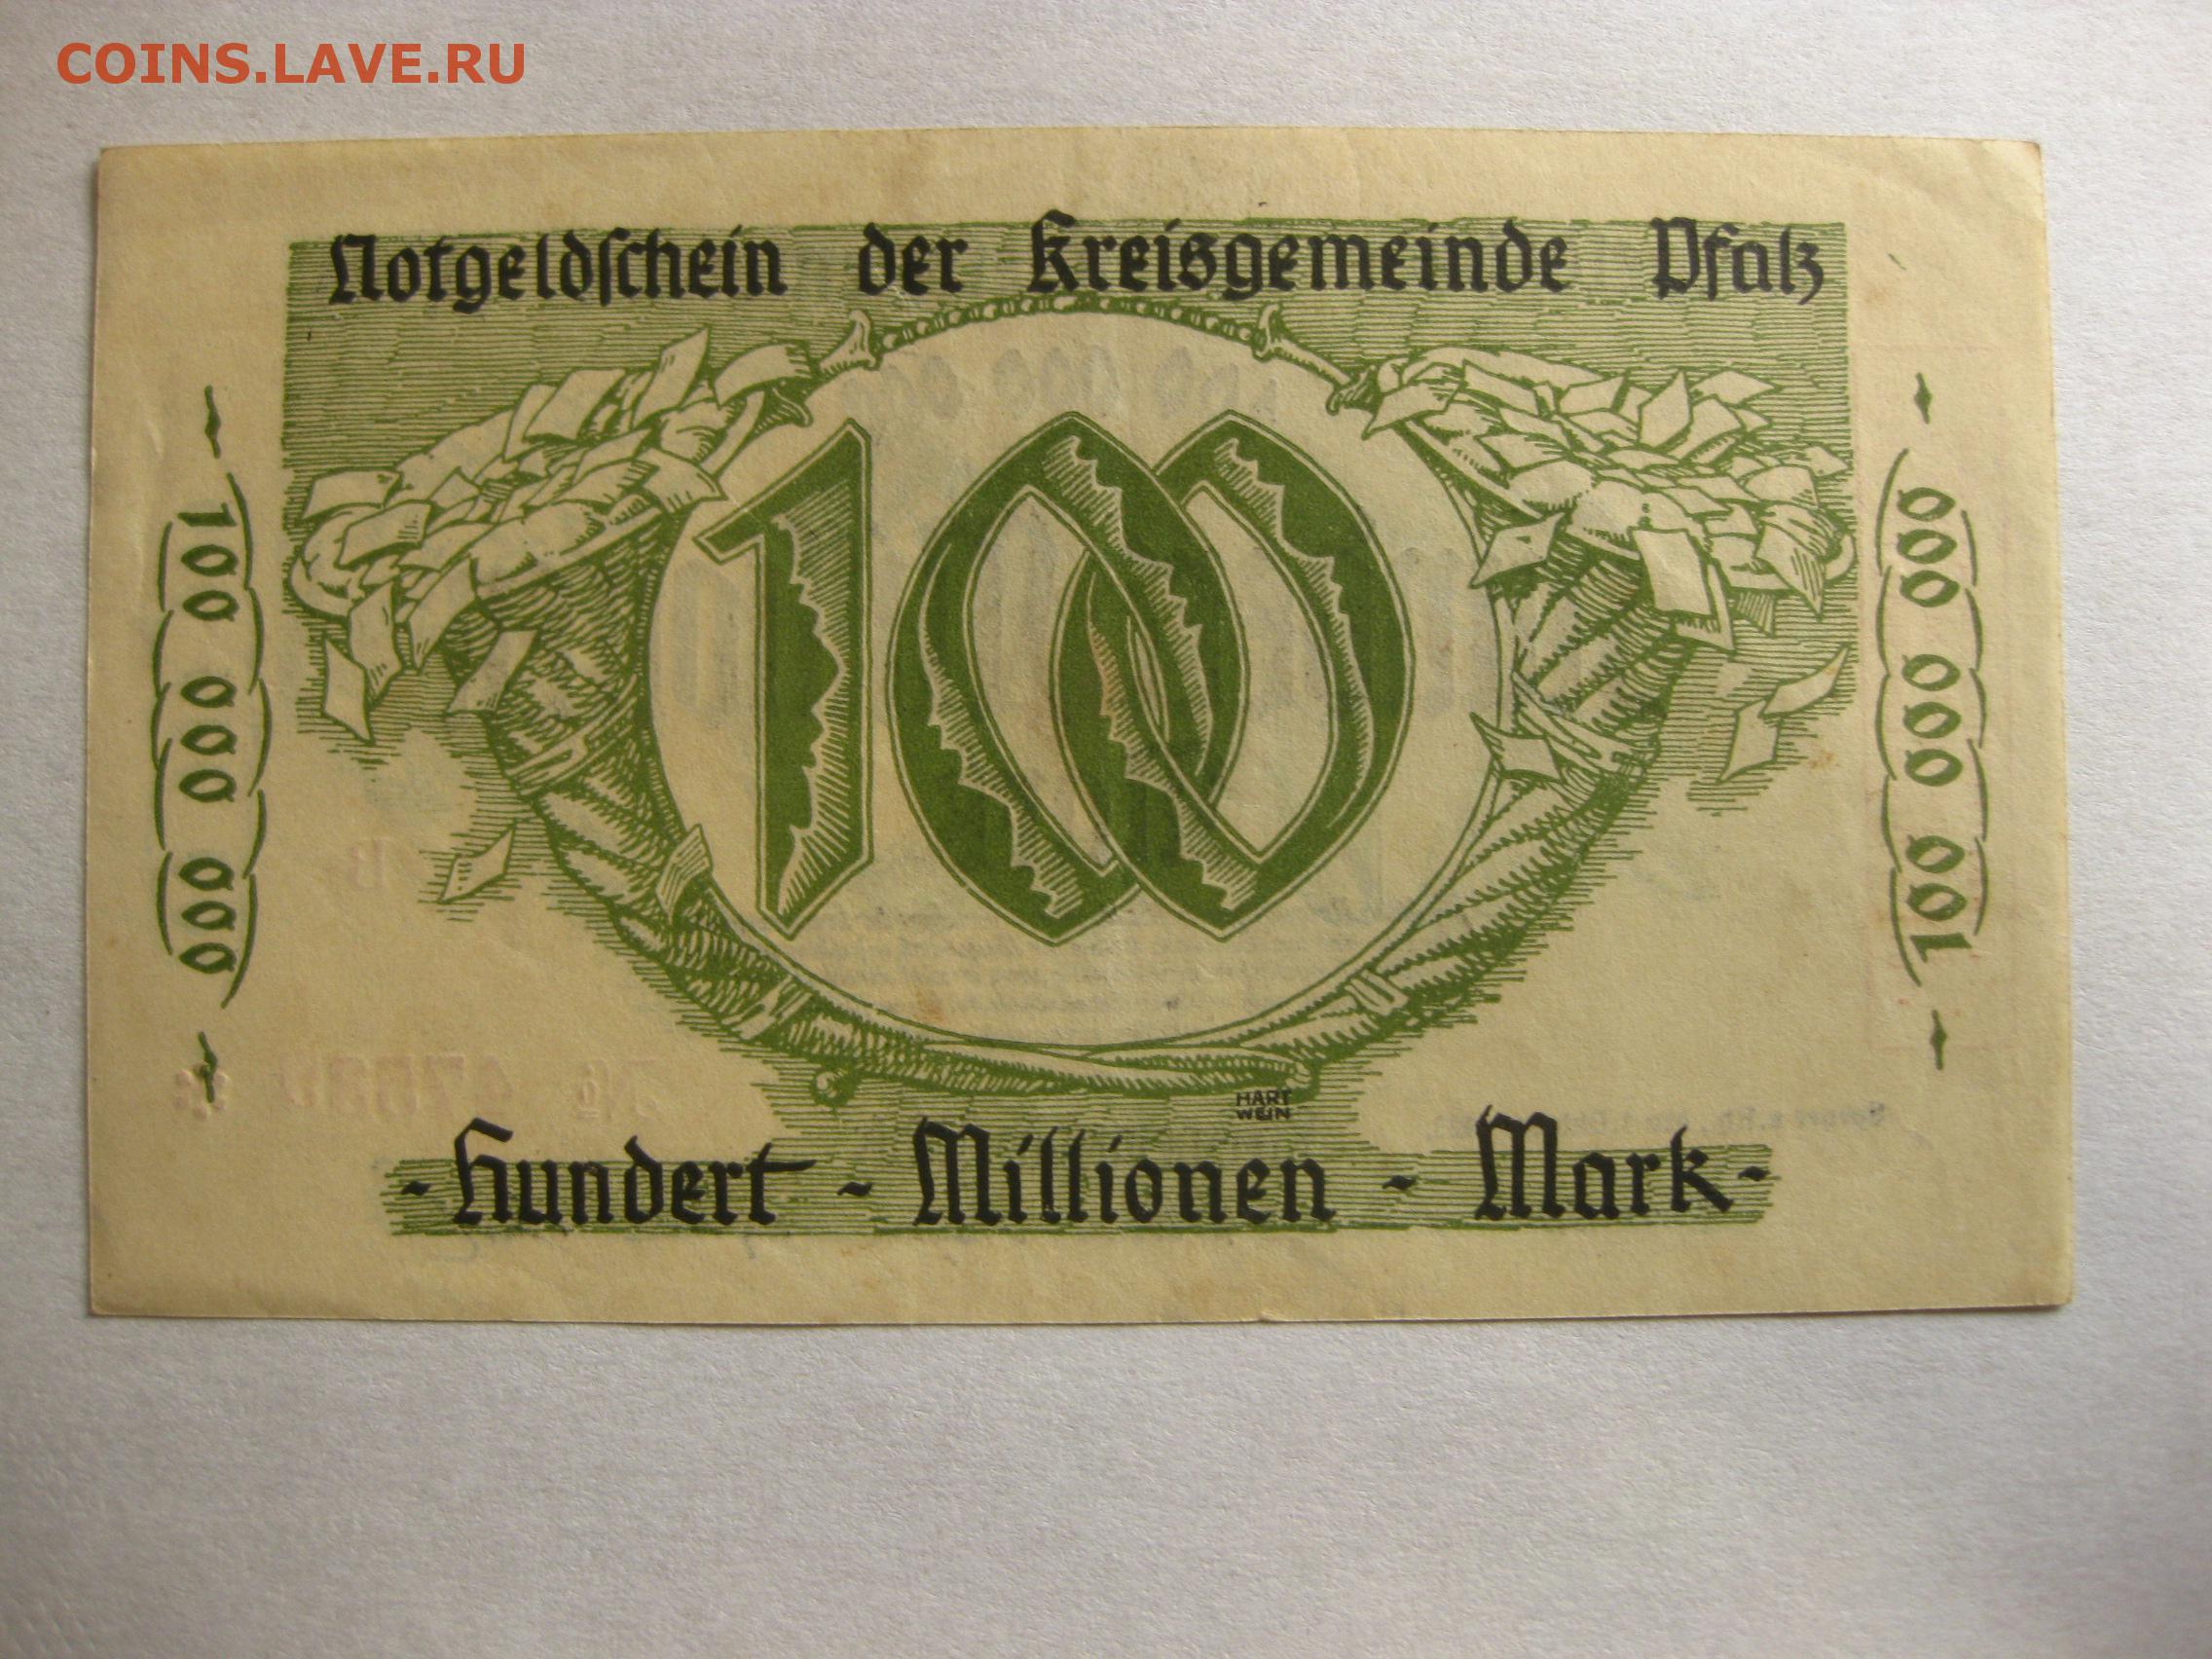 COINS.LAVE.RU
Notgeldschein der Kreisgemeinde Pfalz
100 000 000
100
100 000 000
HART
WEIN
- Hundert - Millionen - Mark -